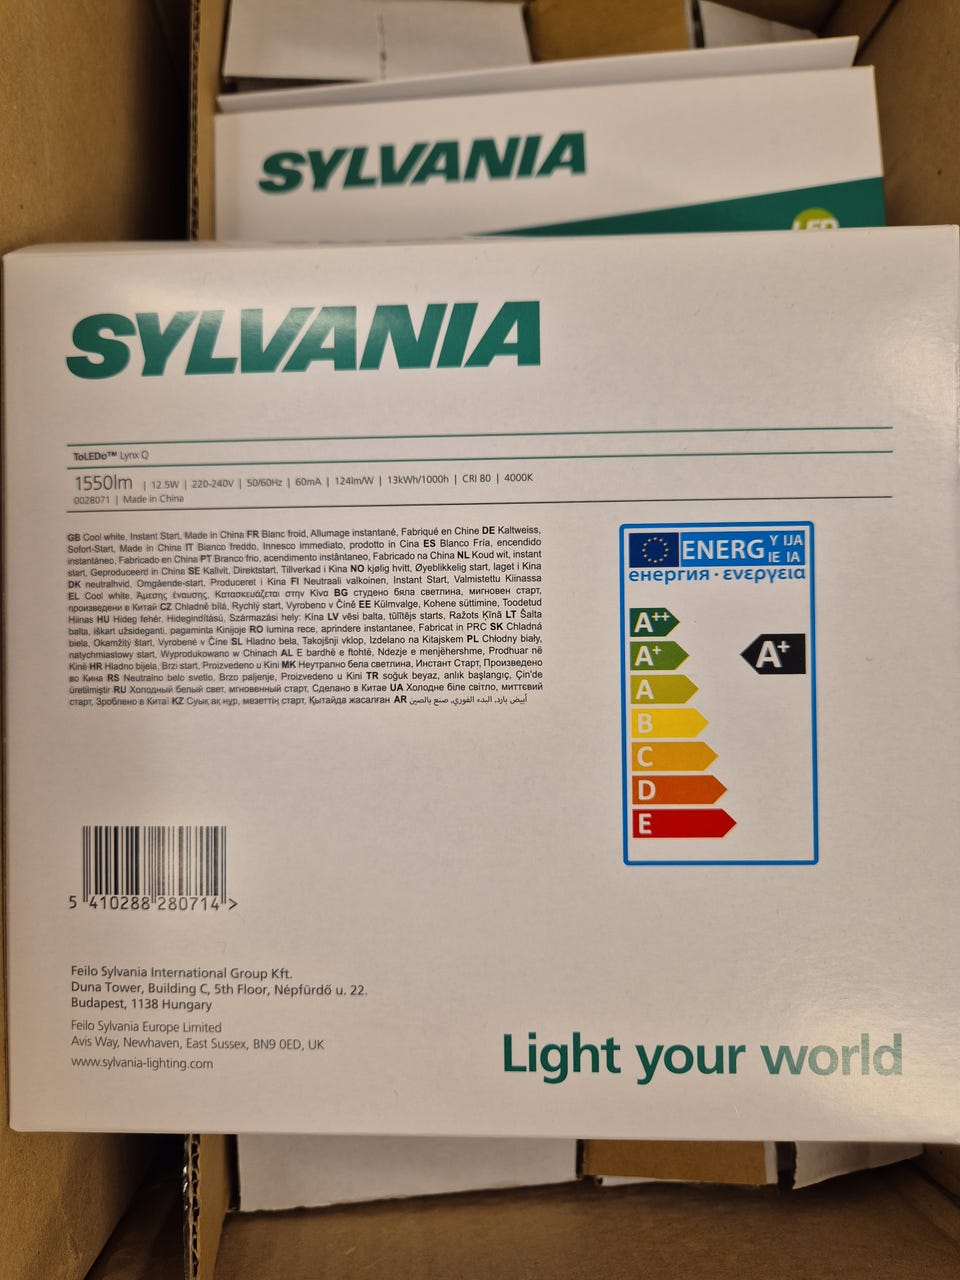 SYLVANIA
LED
SYLVANIA
ToLEDo™ Lynx Q
1550lm | 12.5W | 220-240V | 50/60Hz | 60mA | 124lm/W | 13kWh/1000h | CRI 80 | 4000K
0028071 | Made in China
GB Cool white, Instant Start, Made in China FR Blanc froid, Allumage instantané, Fabriqué en Chine DE Kaltweiss,
Sofort-Start, Made in China IT Bianco freddo, Innesco immediato, prodotto in Cina ES Blanco Fría, encendido
instantáneo, Fabricado en China PT Branco frio, acendimento instântaneo, Fabricado na China NL Koud wit, instant
start, Geproduceerd in China SE Kallvit, Direktstart, Tillverkad i Kina NO kjølig hvitt, Øyeblikkelig start, laget i Kina
DK neutralhvid, Omgående-start, Produceret i Kina FI Neutraali valkoinen, Instant Start, Valmistettu Kiinassa
EL Cool white, Άμεσης έναυσης, Κατασκευάζεται στην Κίνα BG студено бяла светлина, мигновен старт,
произведени в Китай CZ Chladně bílá, Rychlý start, Vyrobeno v Číně EE Külmvalge, Kohene süttimine, Toodetud
Hiinas HU Hideg fehér, Hidegindítású, Származási hely: Kína LV vēsi balta, tūlītējs starts, Ražots Ķīnā LT Šalta
balta, iškart užsideganti, pagaminta Kinijoje RO lumina rece, aprindere instantanee, Fabricat in PRC SK Chladná
biela, Okamžitý štart, Vyrobené v Číne SL Hladno bela, Takojšnji vklop, Izdelano na Kitajskem PL Chłodny biały,
natychmiastowy start, Wyprodukowano w Chinach AL E bardhë e ftohtë, Ndezje e menjëhershme, Prodhuar në
Kinë HR Hladno bijela, Brzi start, Proizvedeno u Kini MK Неутрално бела светлина, Инстант Старт, Произведено
во Кина RS Neutralno belo svetlo, Brzo paljenje, Proizvedeno u Kini TR soğuk beyaz, anlık başlangıç, Çin'de
üretilmiştir RU Холодный белый свет, мгновенный старт, Сделано в Китае UA Холодне біле світло, миттєвий
старт, Зроблено в Китаї KZ Суық ақ нұр, мезеттің старт, Қытайда жасалған AR أبيض بارد, البدء الفوري, صنع بالصين
ENERG Y IJA
IE IA
енергия · ενεργεια
A++
A+
A+
A
B
C
D
E
5 410288 280714 >
Feilo Sylvania International Group Kft.
Duna Tower, Building C, 5th Floor, Népfürdő u. 22.
Budapest, 1138 Hungary
Feilo Sylvania Europe Limited
Avis Way, Newhaven, East Sussex, BN9 0ED, UK
www.sylvania-lighting.com
Light your world